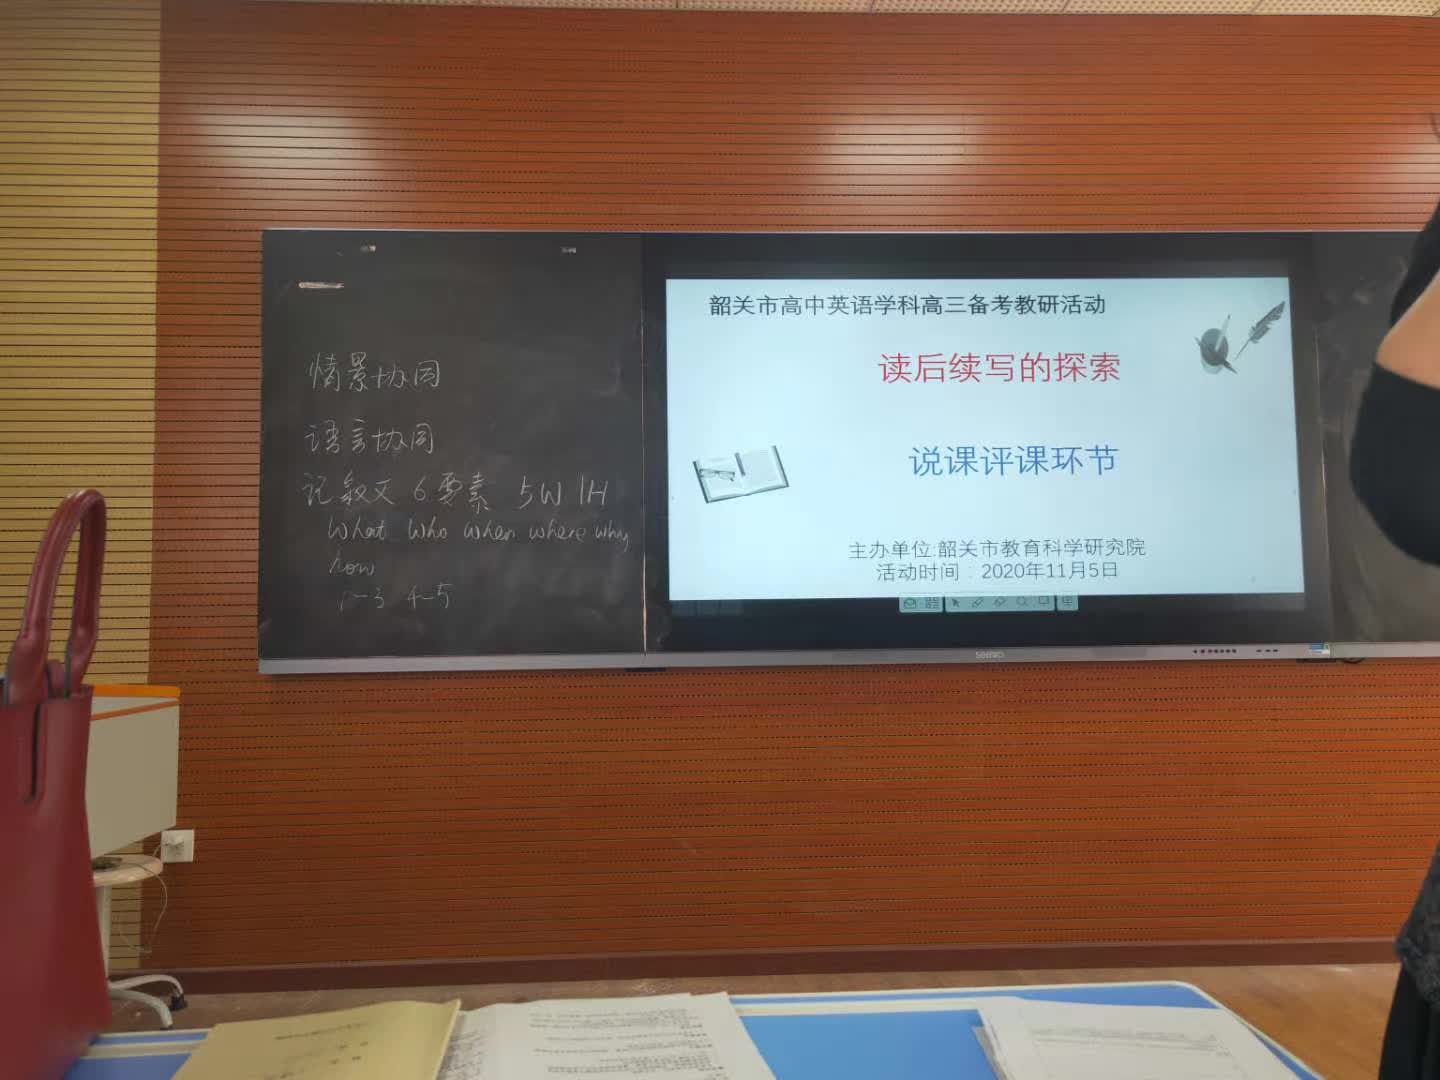 情景协同
语言协同
记叙文 6要素 5W 1H
What Who when where why
how
1-3 4-5
韶关市高中英语学科高三备考教研活动
读后续写的探索
说课评课环节
主办单位:韶关市教育科学研究院
活动时间:2020年11月5日
seewo